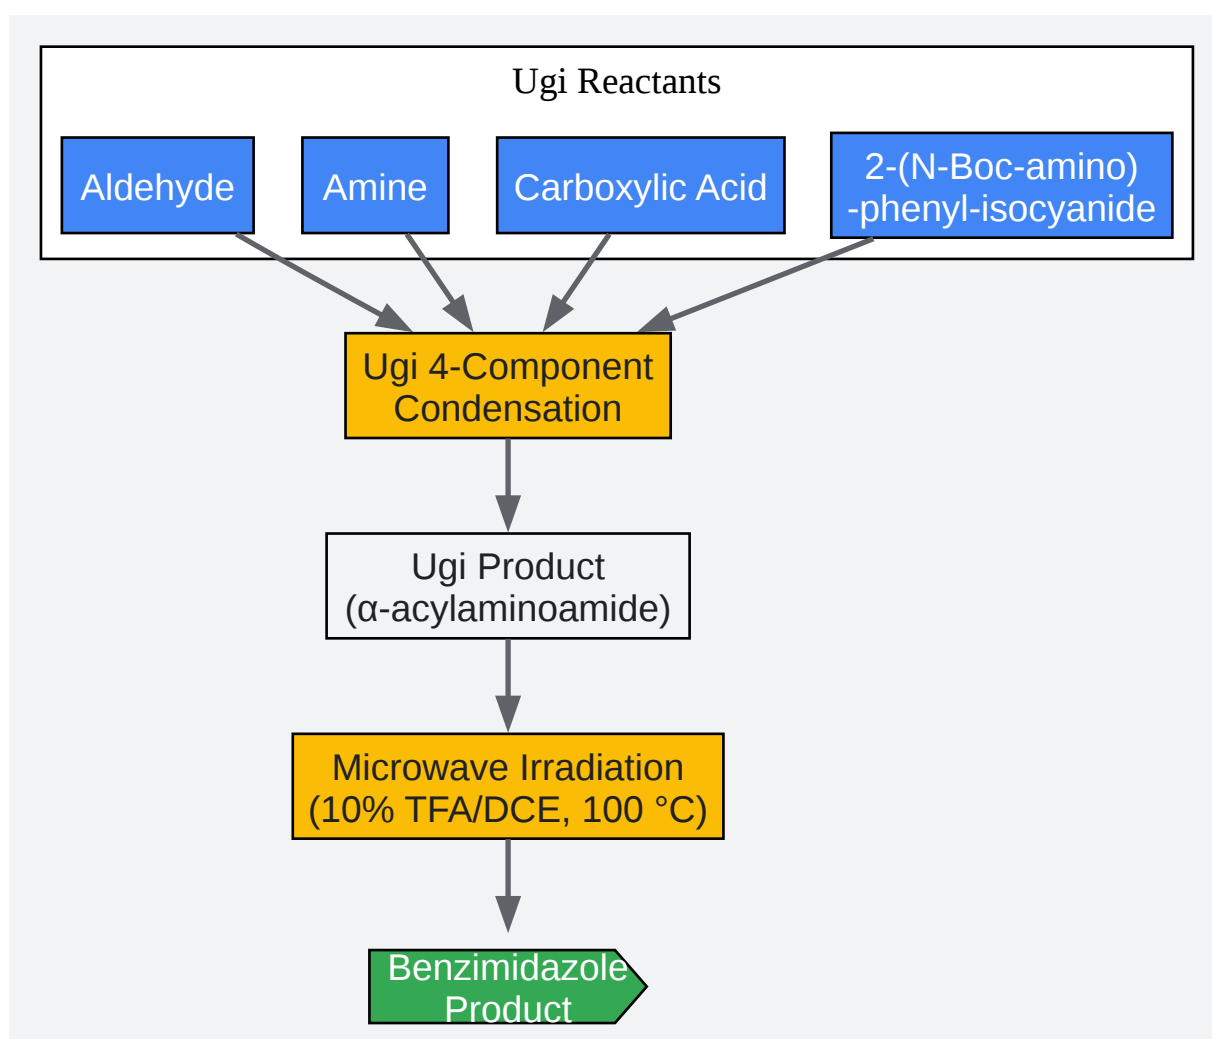 Ugi Reactants
Aldehyde
Amine
Carboxylic Acid
2-(N-Boc-amino)
-phenyl-isocyanide
Ugi 4-Component
Condensation
Ugi Product
(α-acylaminoamide)
Microwave Irradiation
(10% TFA/DCE, 100 °C)
Benzimidazole
Product